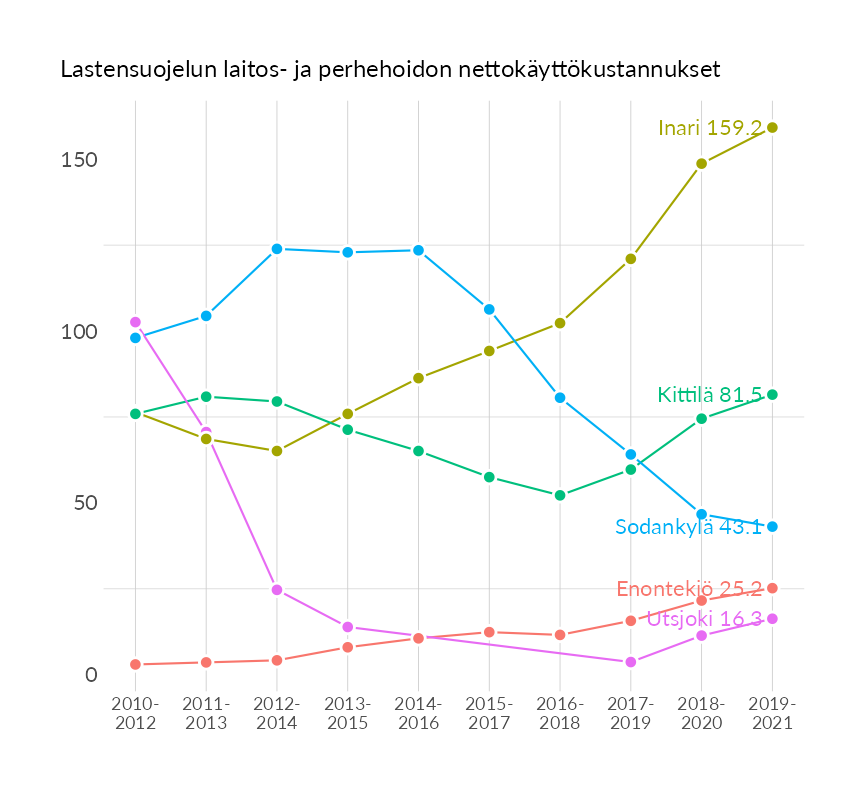 Lastensuojelun laitos- ja perhehoidon nettokäyttökustannukset
Inari 159.2
150
100
Kittilä 81.5
50
Sodankylä 43.1
Enontekiö 25.2
Utsjoki 16.3
0
2010- 2011- 2012- 2013- 2014- 2015- 2016- 2017- 2018- 2019-
2012 2013 2014 2015 2016 2017 2018 2019 2020 2021